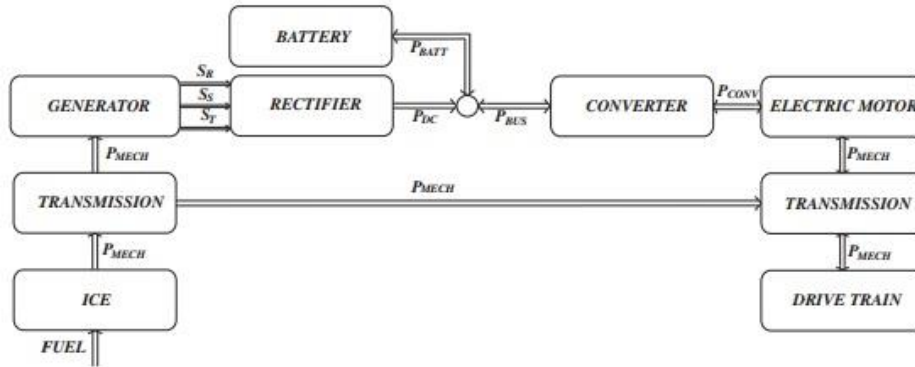 BATTERY
P_BATT
GENERATOR
S_R
S_S
S_T
RECTIFIER
P_DC
P_BUS
CONVERTER
P_CONV
ELECTRIC MOTOR
P_MECH
P_MECH
TRANSMISSION
P_MECH
TRANSMISSION
P_MECH
P_MECH
ICE
DRIVE TRAIN
FUEL